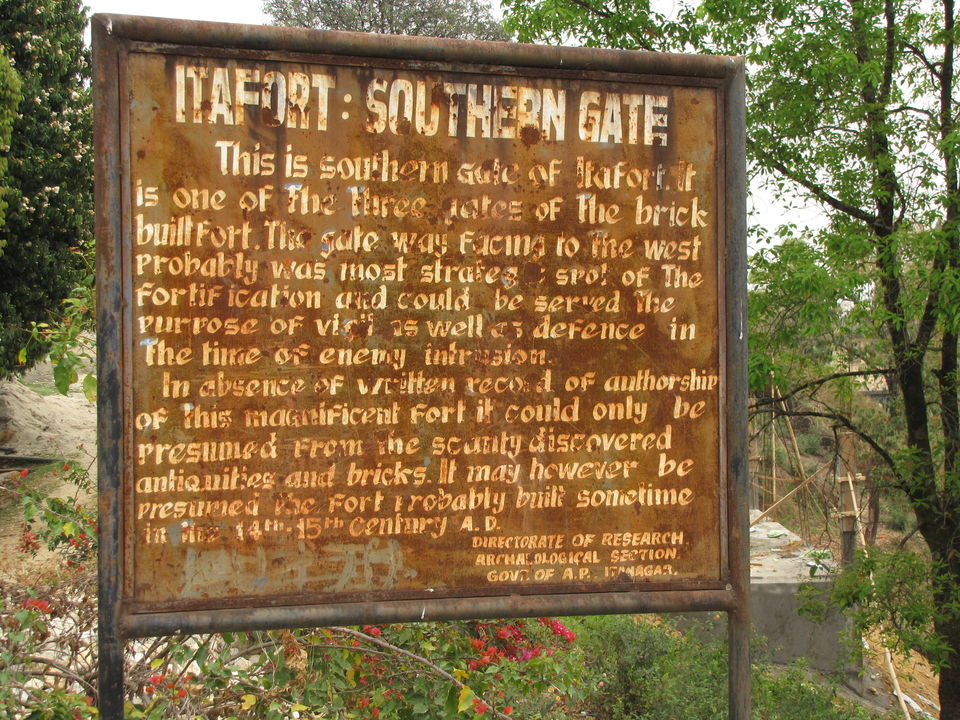 ITAFORT : SOUTHERN GATE
This is southern gate of Itafort. It
is one of the three gates of the brick
built fort. The gate way facing to the west
probably was most strategic spot of the
fortification and could be served the
purpose of vigil as well as defence in
the time of enemy intrusion.
In absence of written record of authorship
of this magnificent fort it could only be
presumed from the scanty discovered
antiquities and bricks. It may however be
presumed the fort probably built sometime
in the 14th-15th century A.D.
DIRECTORATE OF RESEARCH
ARCHAEOLOGICAL SECTION.
GOVT. OF A.P. ITANAGAR.